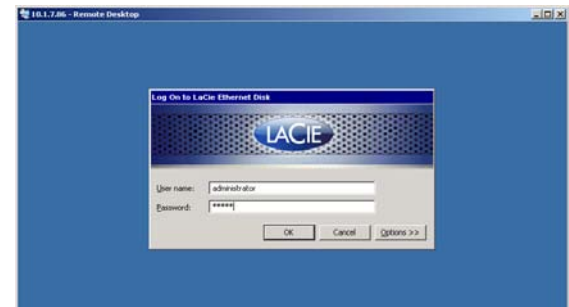 10.1.7.86 - Remote Desktop
Log On to LaCie Ethernet Disk
LACIE
User name: administrator
Password: *****
OK Cancel Options >>